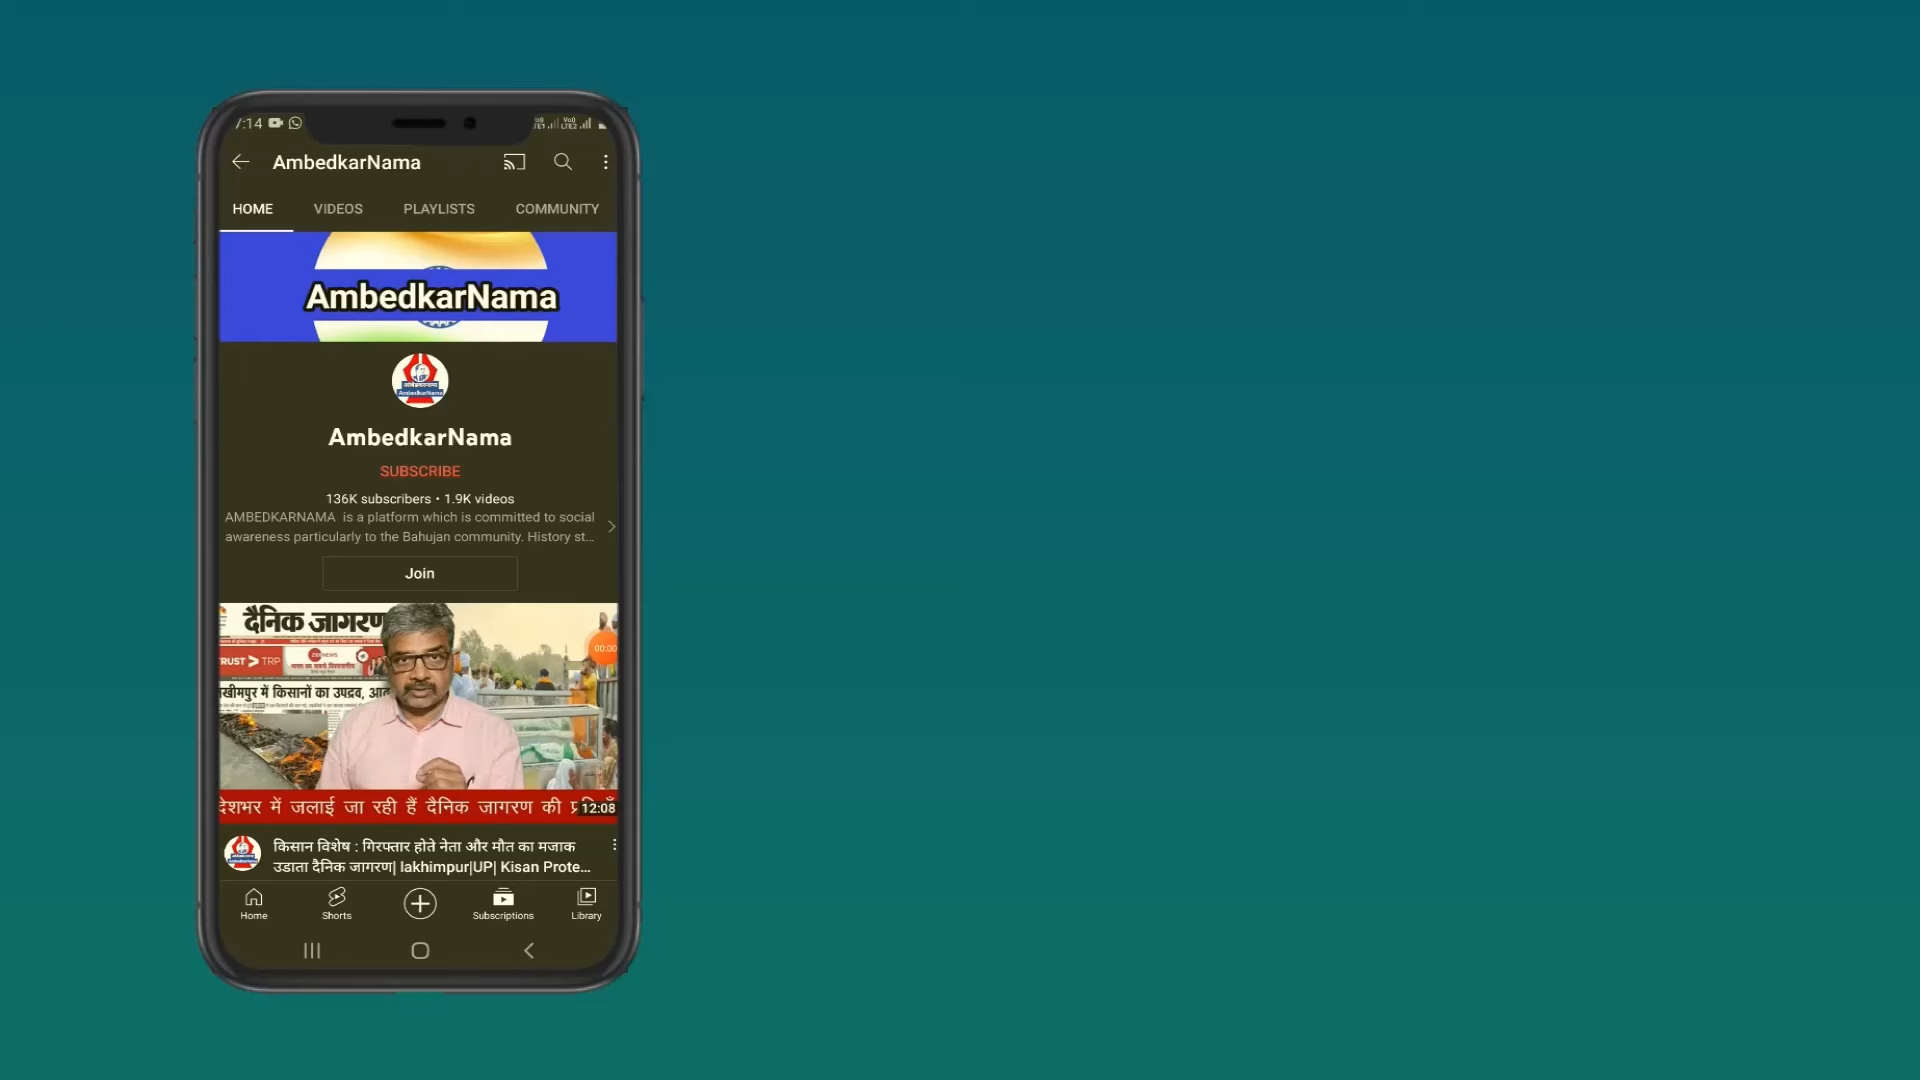 7:14
AmbedkarNama
HOME VIDEOS PLAYLISTS COMMUNITY
AmbedkarNama
AmbedkarNama
AmbedkarNama
SUBSCRIBE
136K subscribers • 1.9K videos
AMBEDKARNAMA is a platform which is committed to social
awareness particularly to the Bahujan community. History st...
Join
दैनिक जागरण
TRUST TRP
00:00
खीमपुर में किसानों का उपद्रव,
देशभर में जलाई जा रही हैं दैनिक जागरण की
12:08
किसान विशेष : गिरफ्तार होते नेता और मौत का मजाक
उडाता दैनिक जागरण| lakhimpur|UP| Kisan Prote...
Home Shorts Subscriptions Library